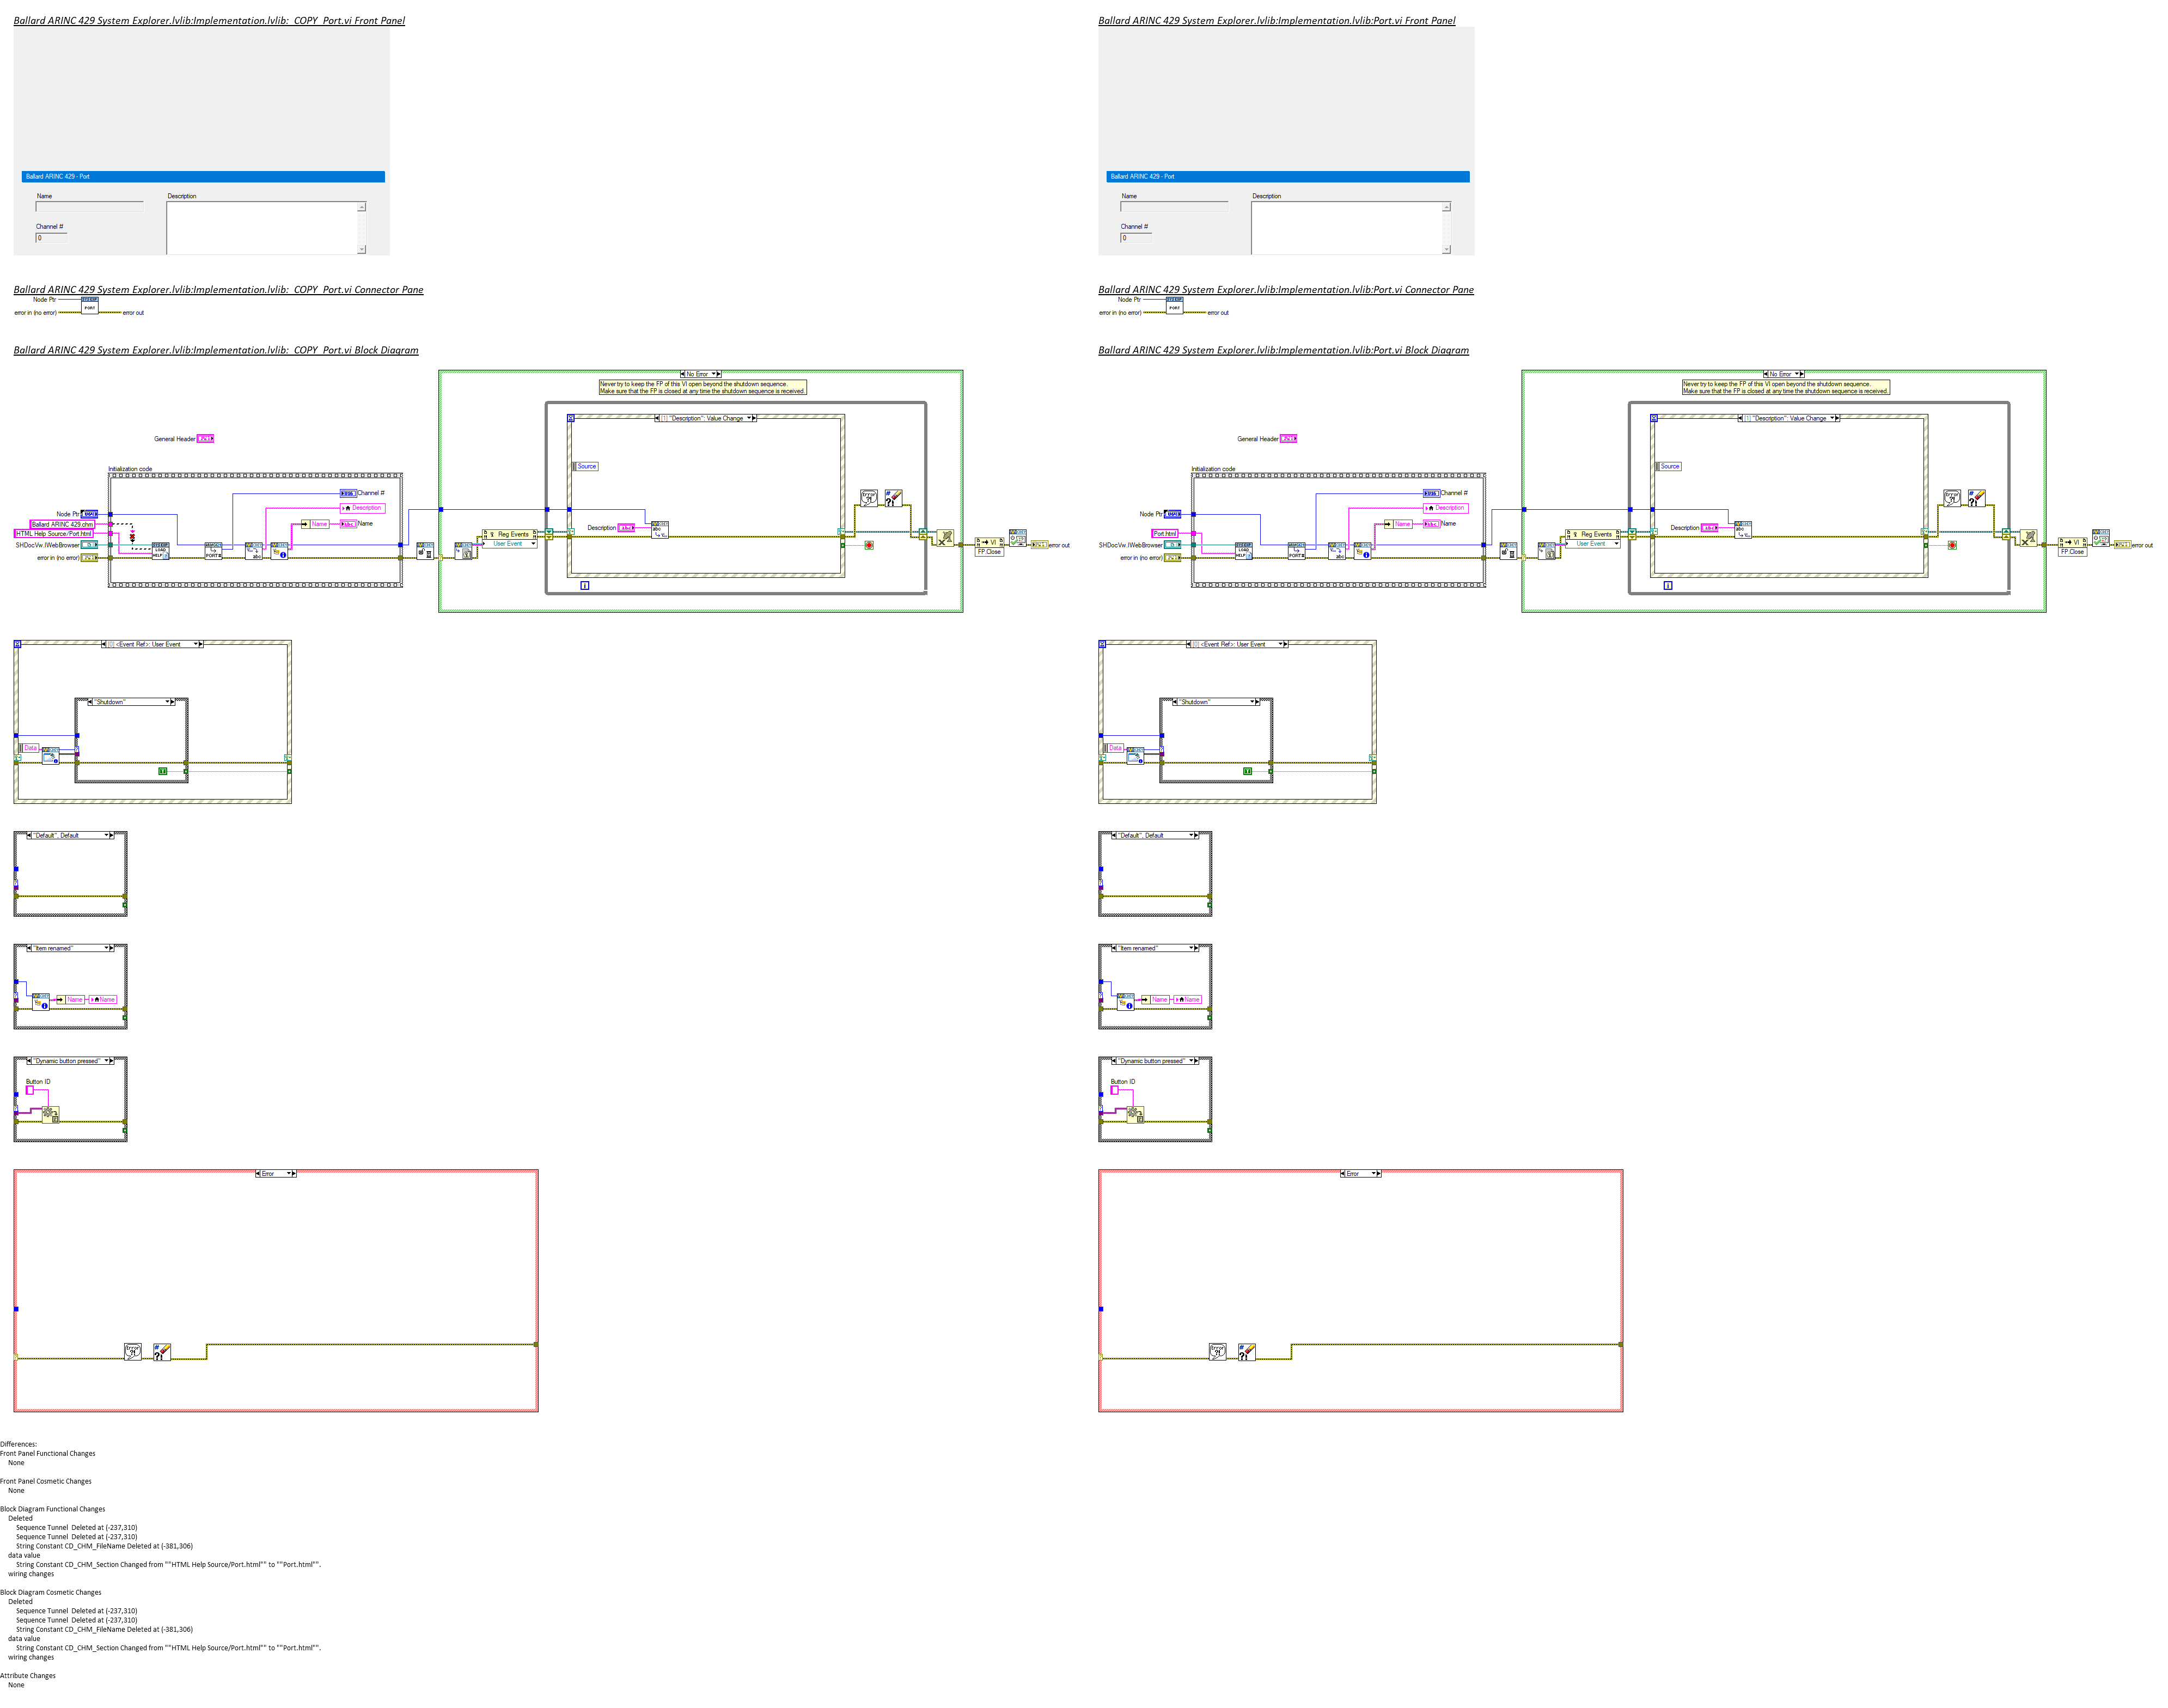 Ballard ARINC 429 System Explorer.lvlib:Implementation.lvlib:_COPY_Port.vi Front Panel
Ballard ARINC 429 - Port
Name
Description
Channel #
0
Ballard ARINC 429 System Explorer.lvlib:Implementation.lvlib:_COPY_Port.vi Connector Pane
Node Ptr
PORT
error in (no error)
error out
Ballard ARINC 429 System Explorer.lvlib:Implementation.lvlib:_COPY_Port.vi Block Diagram
No Error
Never try to keep the FP of this VI open beyond the shutdown sequence.
Make sure that the FP is closed at any time the shutdown sequence is received.
[1] "Description": Value Change
General Header
Source
Initialization code
Channel #
Description
Name
Name
Node Ptr
Ballard ARINC 429.chm
HTML Help Source/Port.html
SHDocVw.IWebBrowser
error in (no error)
Reg Events
User Event
Description
VI
FP.Close
error out
[0] <Event Ref>: User Event
"Shutdown"
Data
"Default", Default
"Item renamed"
Name
Name
"Dynamic button pressed"
Button ID
Error
Ballard ARINC 429 System Explorer.lvlib:Implementation.lvlib:Port.vi Front Panel
Ballard ARINC 429 - Port
Name
Description
Channel #
0
Ballard ARINC 429 System Explorer.lvlib:Implementation.lvlib:Port.vi Connector Pane
Node Ptr
PORT
error in (no error)
error out
Ballard ARINC 429 System Explorer.lvlib:Implementation.lvlib:Port.vi Block Diagram
No Error
Never try to keep the FP of this VI open beyond the shutdown sequence.
Make sure that the FP is closed at any time the shutdown sequence is received.
[1] "Description": Value Change
General Header
Source
Initialization code
Channel #
Description
Name
Name
Node Ptr
Port.html
SHDocVw.IWebBrowser
error in (no error)
Reg Events
User Event
Description
VI
FP.Close
error out
[0] <Event Ref>: User Event
"Shutdown"
Data
"Default", Default
"Item renamed"
Name
Name
"Dynamic button pressed"
Button ID
Error
Differences:
Front Panel Functional Changes
None
Front Panel Cosmetic Changes
None
Block Diagram Functional Changes
Deleted
Sequence Tunnel  Deleted at (-237,310)
Sequence Tunnel  Deleted at (-237,310)
String Constant CD_CHM_FileName Deleted at (-381,306)
data value
String Constant CD_CHM_Section Changed from ""HTML Help Source/Port.html"" to ""Port.html"".
wiring changes
Block Diagram Cosmetic Changes
Deleted
Sequence Tunnel  Deleted at (-237,310)
Sequence Tunnel  Deleted at (-237,310)
String Constant CD_CHM_FileName Deleted at (-381,306)
data value
String Constant CD_CHM_Section Changed from ""HTML Help Source/Port.html"" to ""Port.html"".
wiring changes
Attribute Changes
None